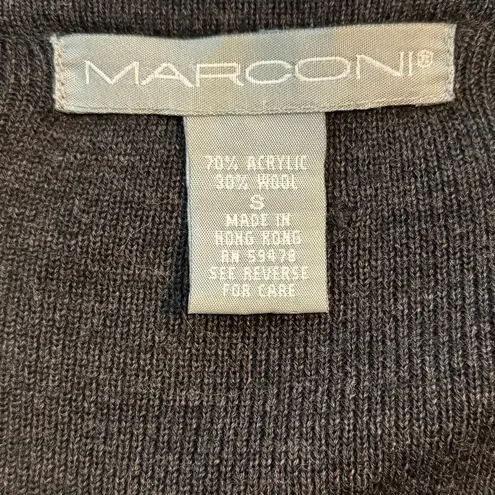 MARCONI®
70% ACRYLIC
30% WOOL
S
MADE IN
HONG KONG
RN 59478
SEE REVERSE
FOR CARE